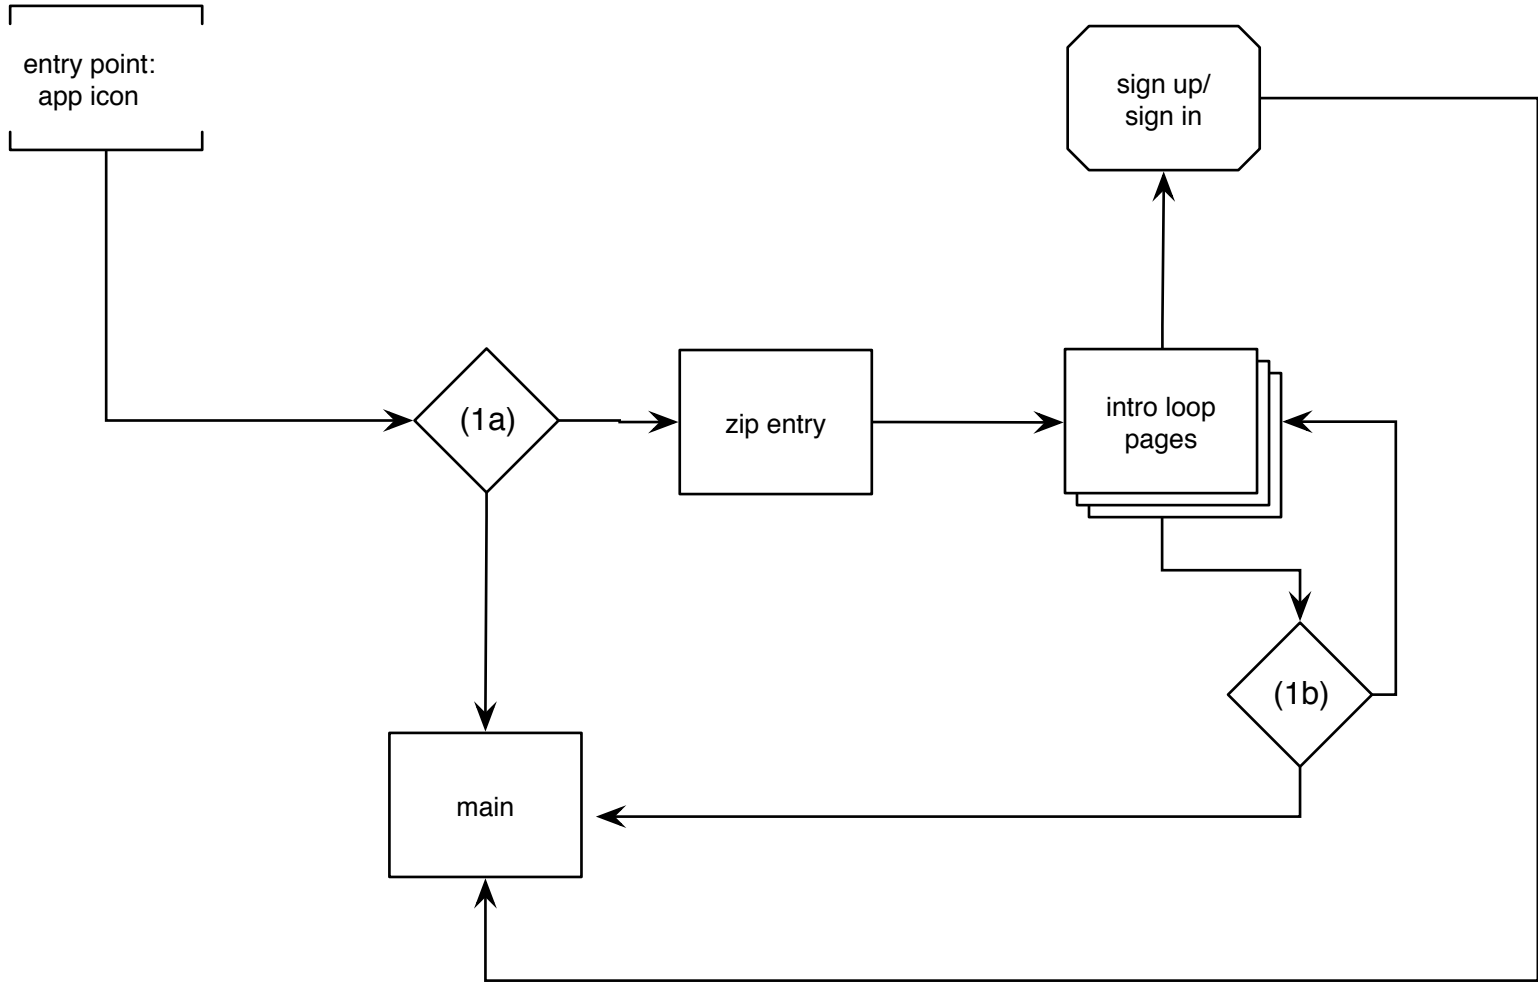 entry point:
app icon
sign up/
sign in
(1a)
zip entry
intro loop
pages
(1b)
main